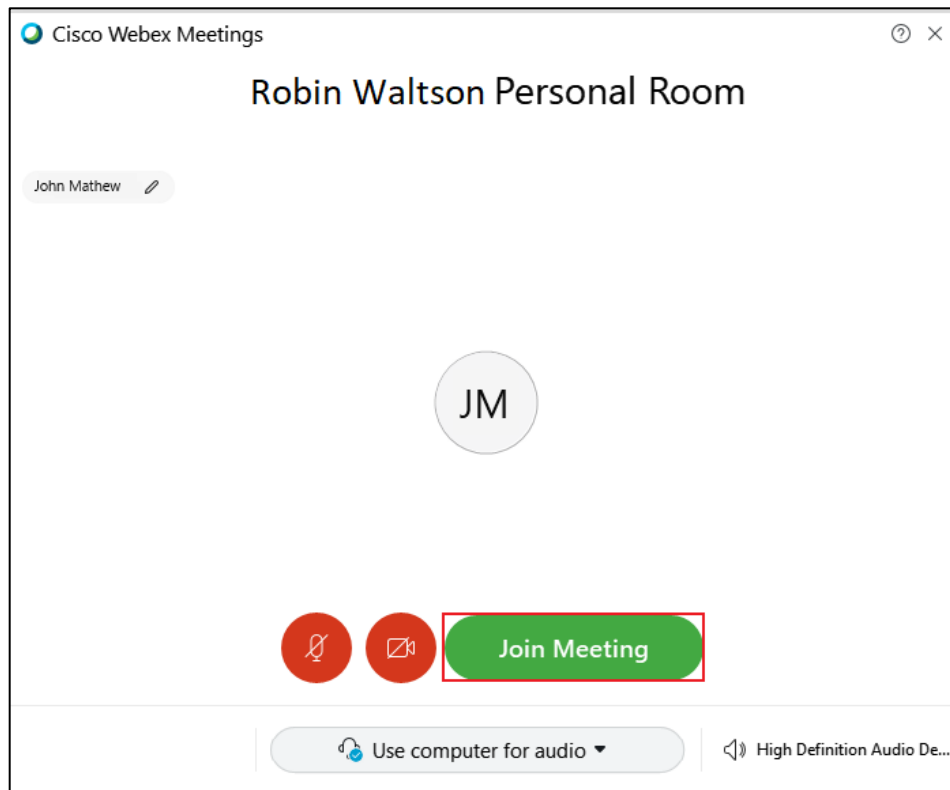 Cisco Webex Meetings
Robin Waltson Personal Room
John Mathew
JM
Join Meeting
Use computer for audio
High Definition Audio De...